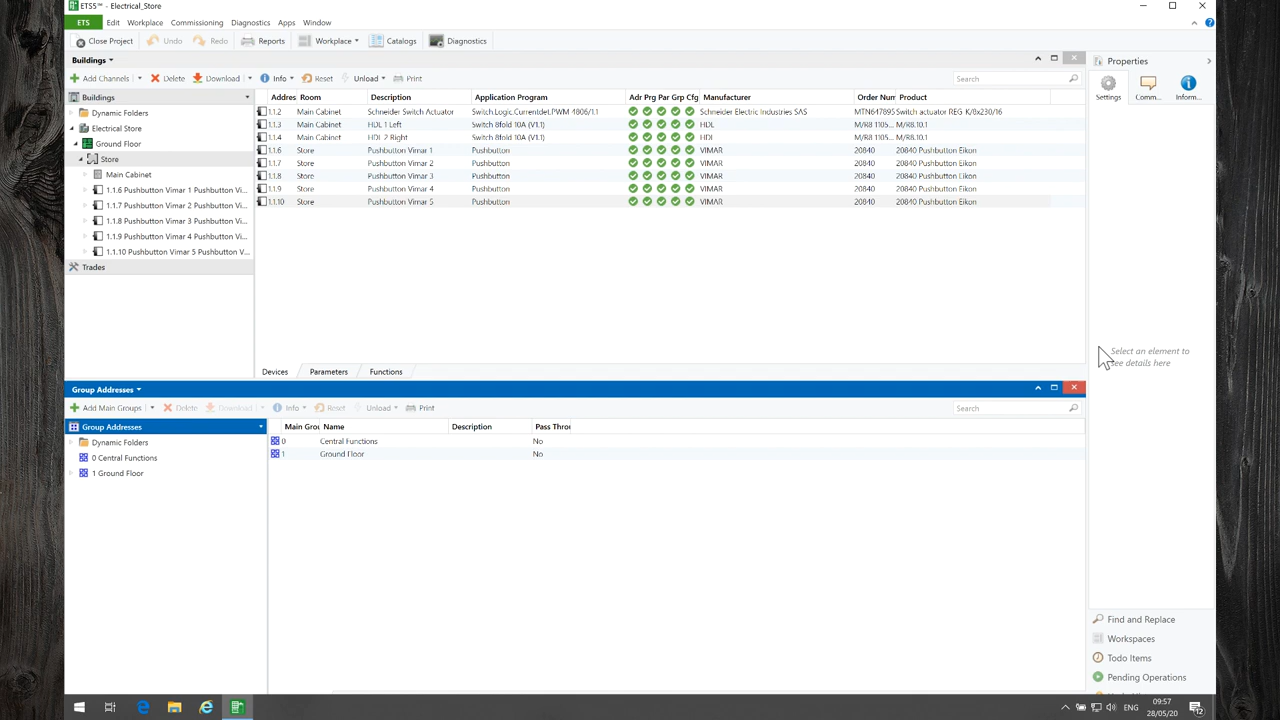 ETS5™ - Electrical_Store
ETS Edit Workplace Commissioning Diagnostics Apps Window
Close Project Undo Redo Reports Workplace Catalogs Diagnostics
Buildings
Add Channels Delete Download Info Reset Unload Print Search
Buildings
Dynamic Folders
Electrical Store
Ground Floor
Store
Main Cabinet
1.1.6 Pushbutton Vimar 1 Pushbutton Vi...
1.1.7 Pushbutton Vimar 2 Pushbutton Vi...
1.1.8 Pushbutton Vimar 3 Pushbutton Vi...
1.1.9 Pushbutton Vimar 4 Pushbutton Vi...
1.1.10 Pushbutton Vimar 5 Pushbutton V...
Trades
Addres Room Description Application Program Adr Prg Par Grp Cfg Manufacturer Order Num Product
1.1.2 Main Cabinet Schneider Switch Actuator Switch.Logic.Currentdet.PWM 4806/1.1 Schneider Electric Industries SAS MTN647895 Switch actuator REG-K/8x230/16
1.1.3 Main Cabinet HDL 1 Left Switch 8fold 10A (V1.1) HDL M/R8 1105... M/R8.10.1
1.1.4 Main Cabinet HDL 2 Right Switch 8fold 10A (V1.1) HDL M/R8 1105... M/R8.10.1
1.1.6 Store Pushbutton Vimar 1 Pushbutton VIMAR 20840 20840 Pushbutton Eikon
1.1.7 Store Pushbutton Vimar 2 Pushbutton VIMAR 20840 20840 Pushbutton Eikon
1.1.8 Store Pushbutton Vimar 3 Pushbutton VIMAR 20840 20840 Pushbutton Eikon
1.1.9 Store Pushbutton Vimar 4 Pushbutton VIMAR 20840 20840 Pushbutton Eikon
1.1.10 Store Pushbutton Vimar 5 Pushbutton VIMAR 20840 20840 Pushbutton Eikon
Devices Parameters Functions
Group Addresses
Add Main Groups Delete Download Info Reset Unload Print Search
Group Addresses
Dynamic Folders
0 Central Functions
1 Ground Floor
Main Grou Name Description Pass Throu
0 Central Functions No
1 Ground Floor No
Properties
Settings Comm... Inform...
Select an element to
see details here
Find and Replace
Workspaces
Todo Items
Pending Operations
ENG
09:57
28/05/20
12